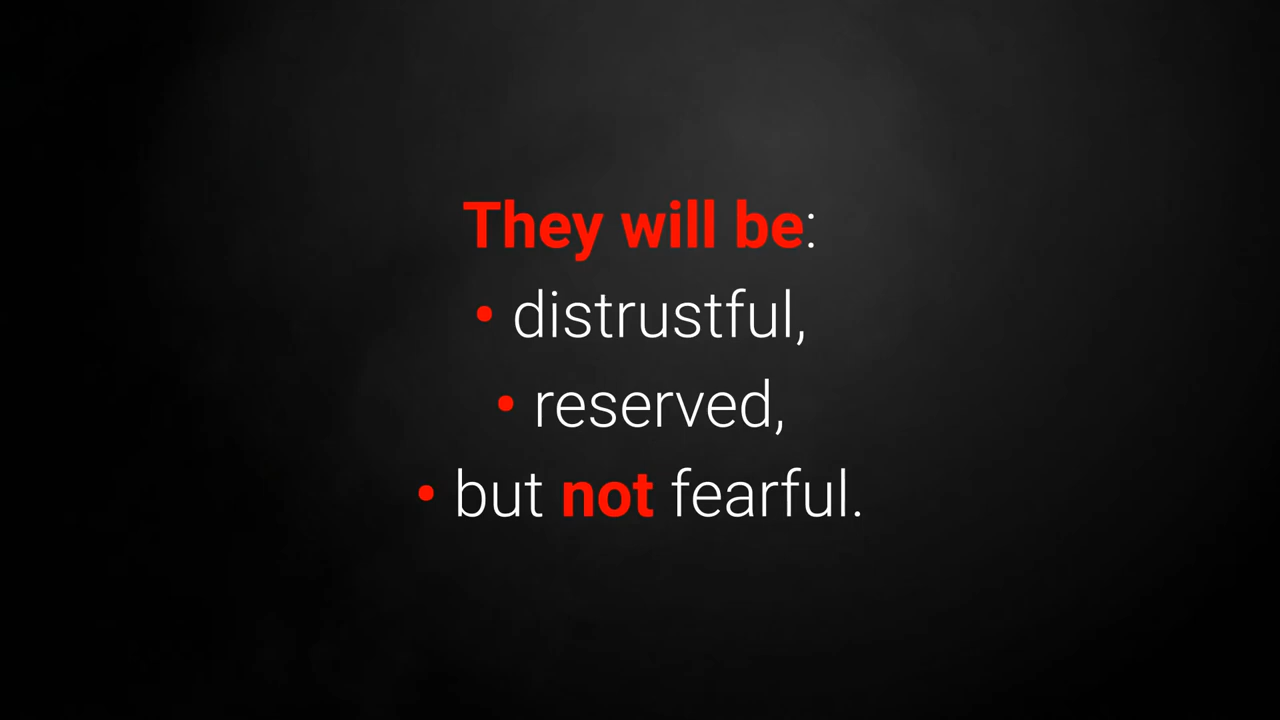 They will be:
• distrustful,
• reserved,
• but not fearful.